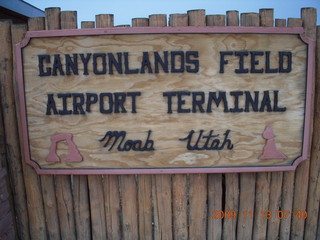 CANYONLANDS FIELD
AIRPORT TERMINAL
Moab Utah